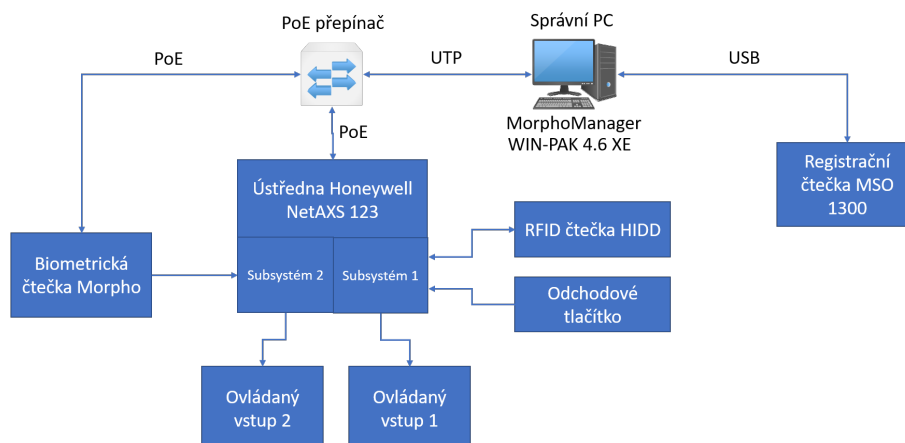 PoE přepínač
Správní PC
PoE
UTP
USB
PoE
MorphoManager
WIN-PAK 4.6 XE
Ústředna Honeywell
NetAXS 123
Registrační
čtečka MSO
1300
RFID čtečka HIDD
Biometrická
čtečka Morpho
Subsystém 2
Subsystém 1
Odchodové
tlačítko
Ovládaný
vstup 2
Ovládaný
vstup 1